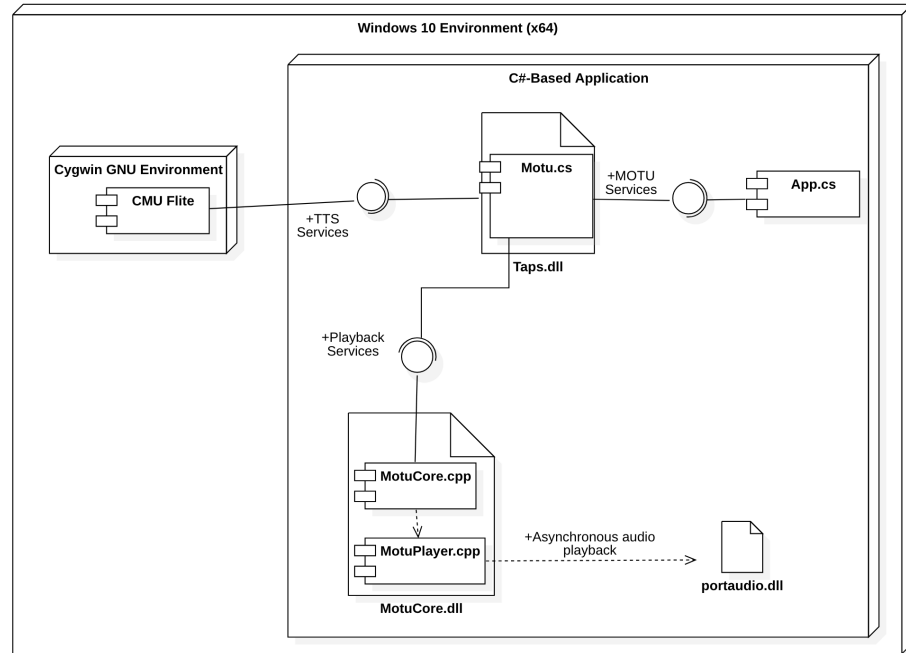 Windows 10 Environment (x64)
C#-Based Application
Cygwin GNU Environment
CMU Flite
+TTS
Services
Motu.cs
Taps.dll
+MOTU
Services
App.cs
+Playback
Services
MotuCore.cpp
MotuPlayer.cpp
MotuCore.dll
+Asynchronous audio
playback
portaudio.dll